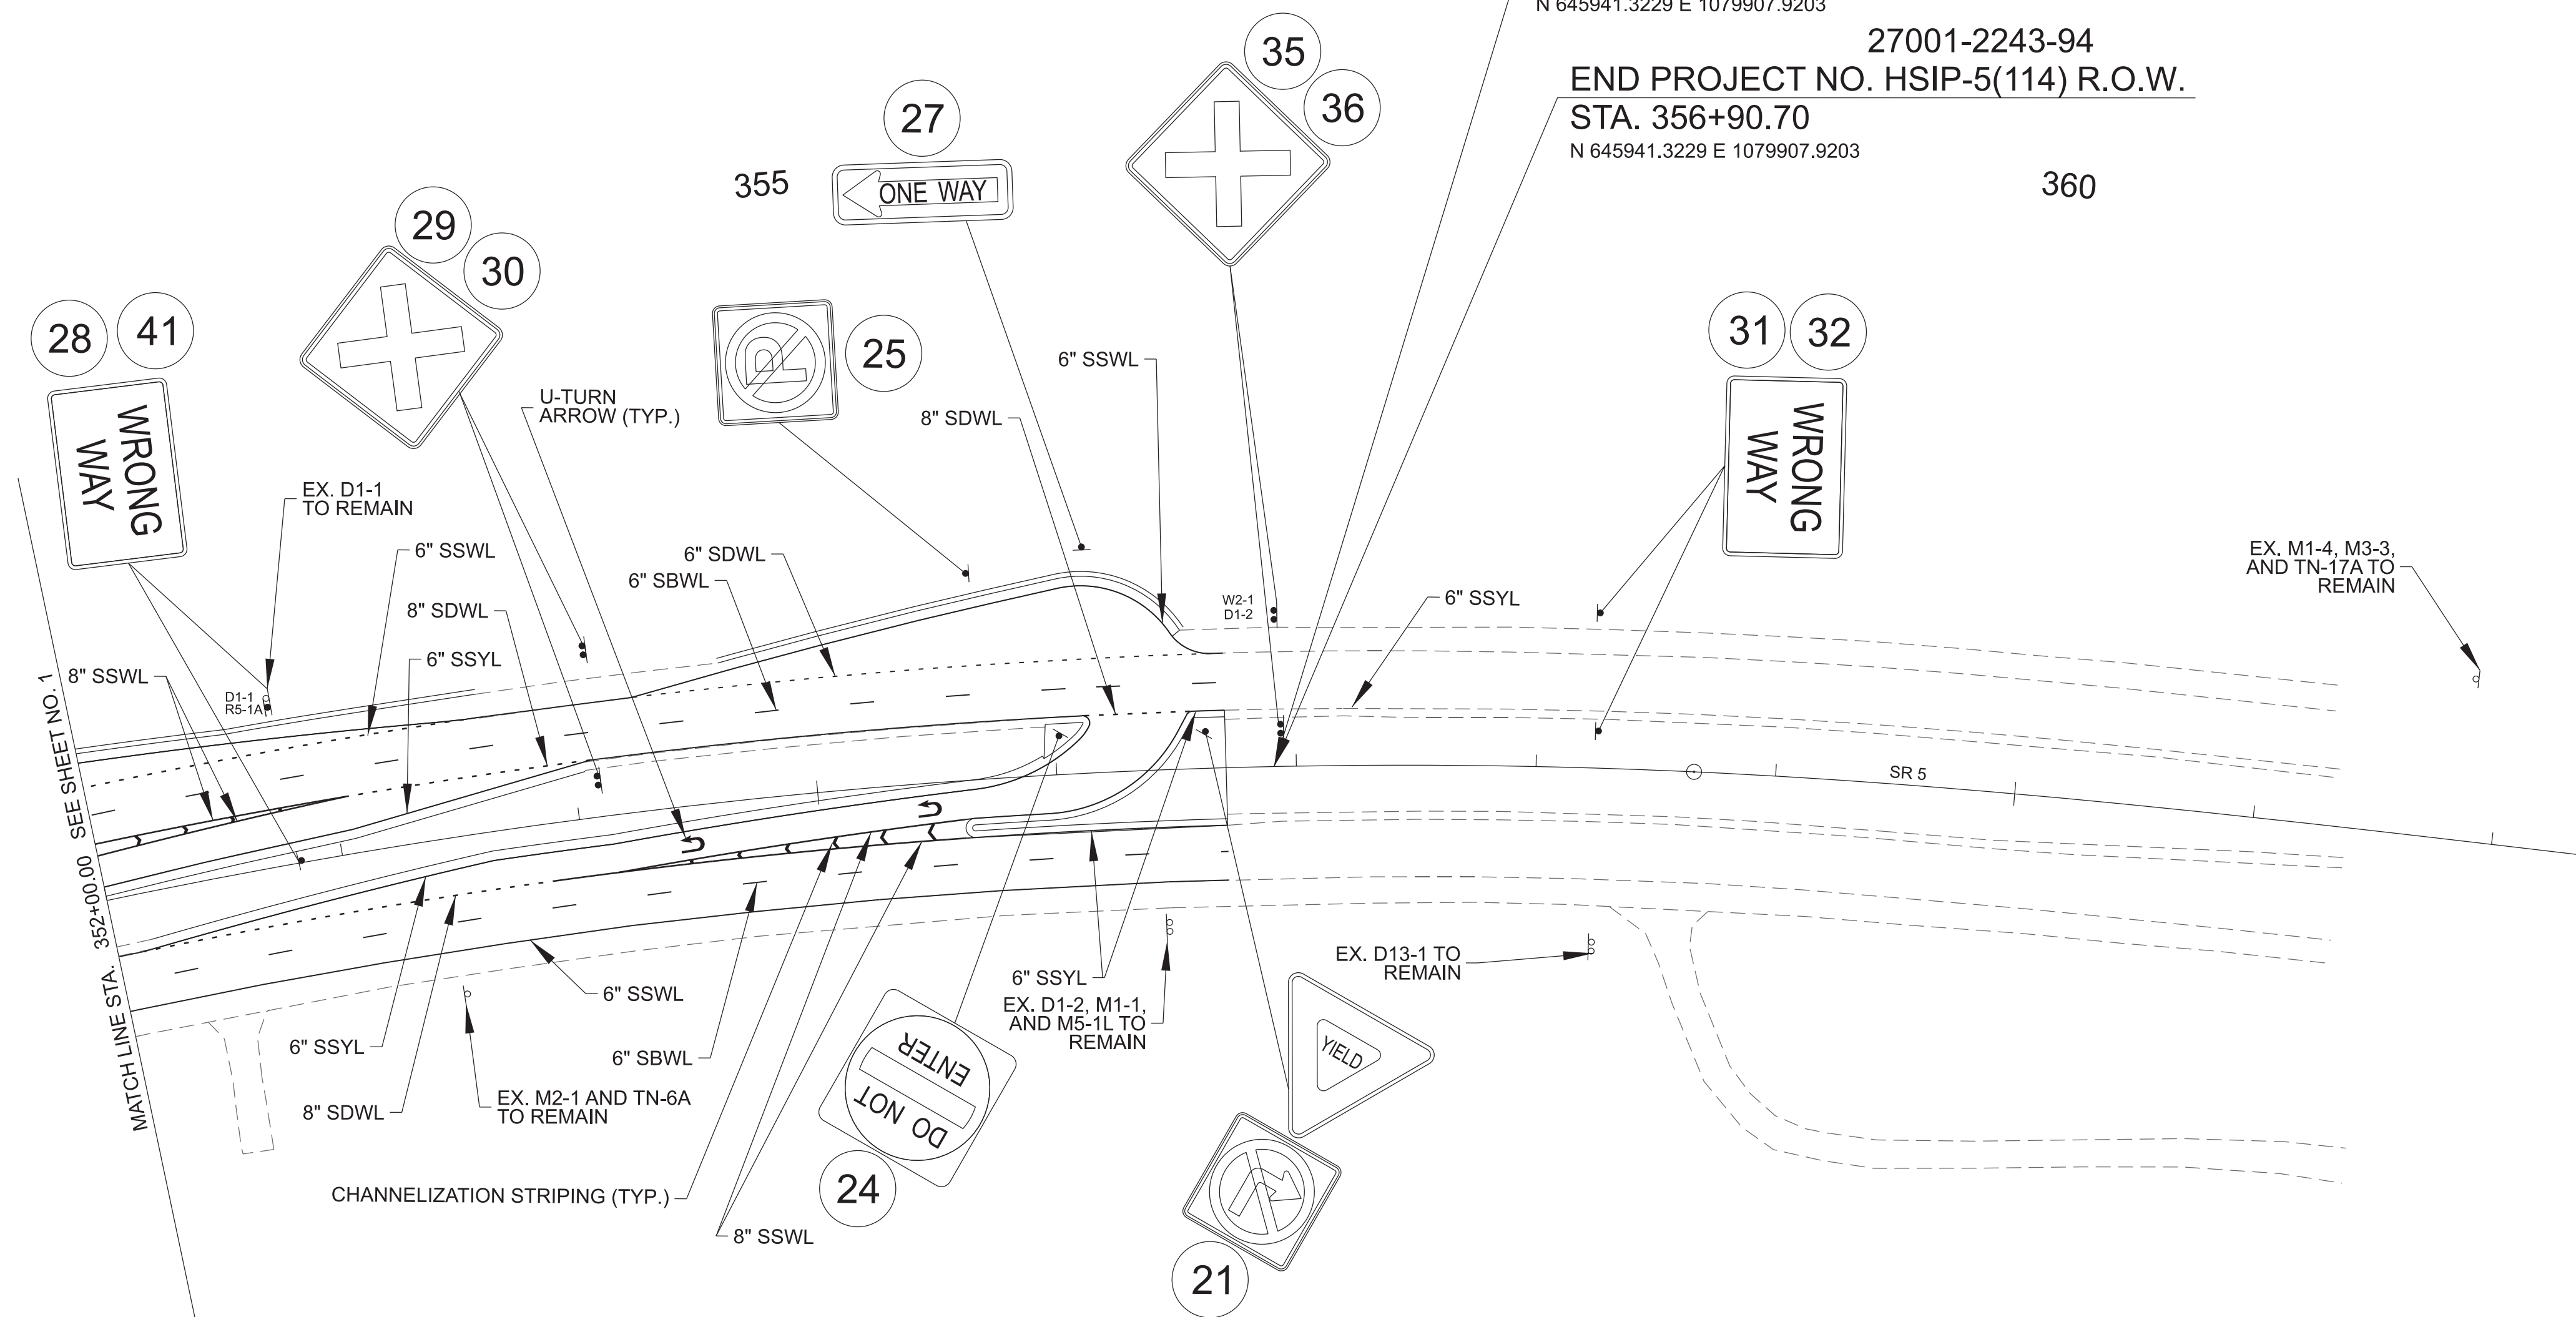 N 645941.3229 E 1079907.9203
27001-2243-94
END PROJECT NO. HSIP-5(114) R.O.W.
STA. 356+90.70
N 645941.3229 E 1079907.9203
35
36
27
ONE WAY
355
360
29
30
28
41
WRONG
WAY
25
P
31
32
WRONG
WAY
U-TURN
ARROW (TYP.)
6" SSWL
8" SDWL
EX. D1-1
TO REMAIN
6" SSWL
6" SDWL
6" SBWL
8" SDWL
6" SSYL
8" SSWL
D1-1
R5-1A
W2-1
D1-2
6" SSYL
EX. M1-4, M3-3,
AND TN-17A TO
REMAIN
SR 5
MATCH LINE STA. 352+00.00 SEE SHEET NO. 1
6" SSYL
8" SDWL
EX. M2-1 AND TN-6A
TO REMAIN
6" SSWL
6" SBWL
CHANNELIZATION STRIPING (TYP.)
8" SSWL
DO NOT
ENTER
24
6" SSYL
EX. D1-2, M1-1,
AND M5-1L TO
REMAIN
EX. D13-1 TO
REMAIN
YIELD
21